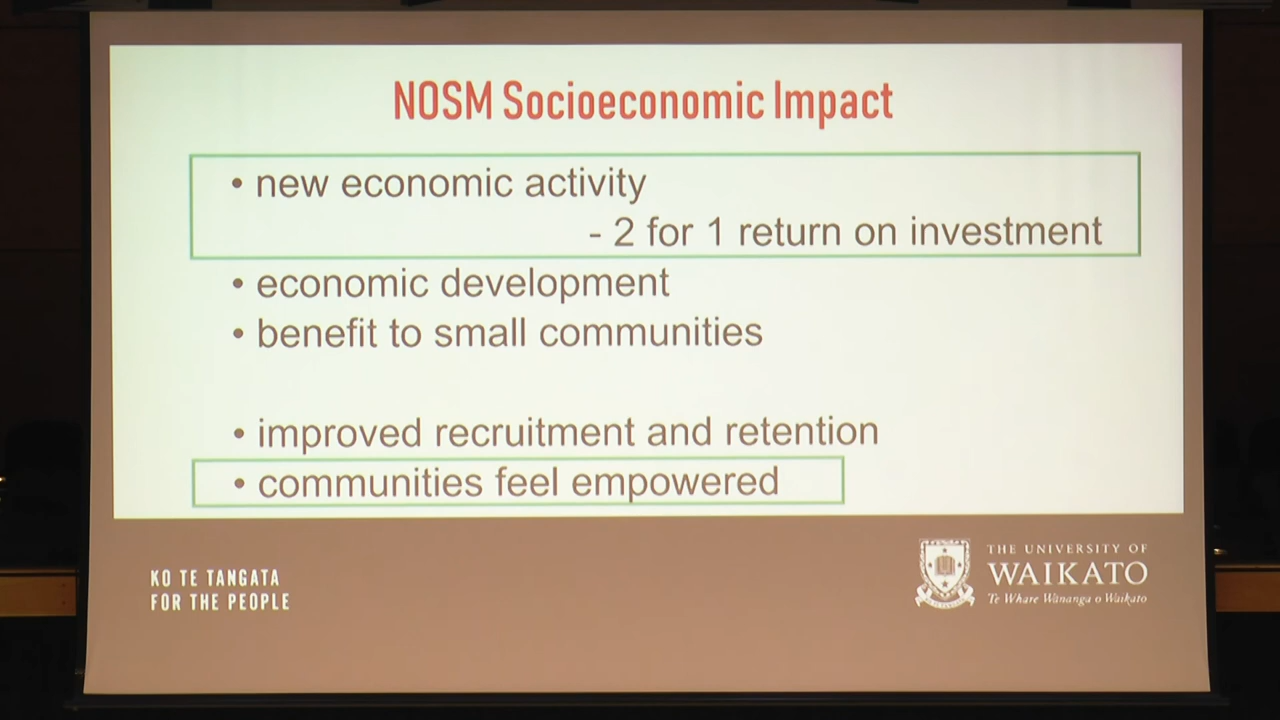 NOSM Socioeconomic Impact
• new economic activity
- 2 for 1 return on investment
• economic development
• benefit to small communities
• improved recruitment and retention
• communities feel empowered
KO TE TANGATA
FOR THE PEOPLE
THE UNIVERSITY OF
WAIKATO
Te Whare Wānanga o Waikato